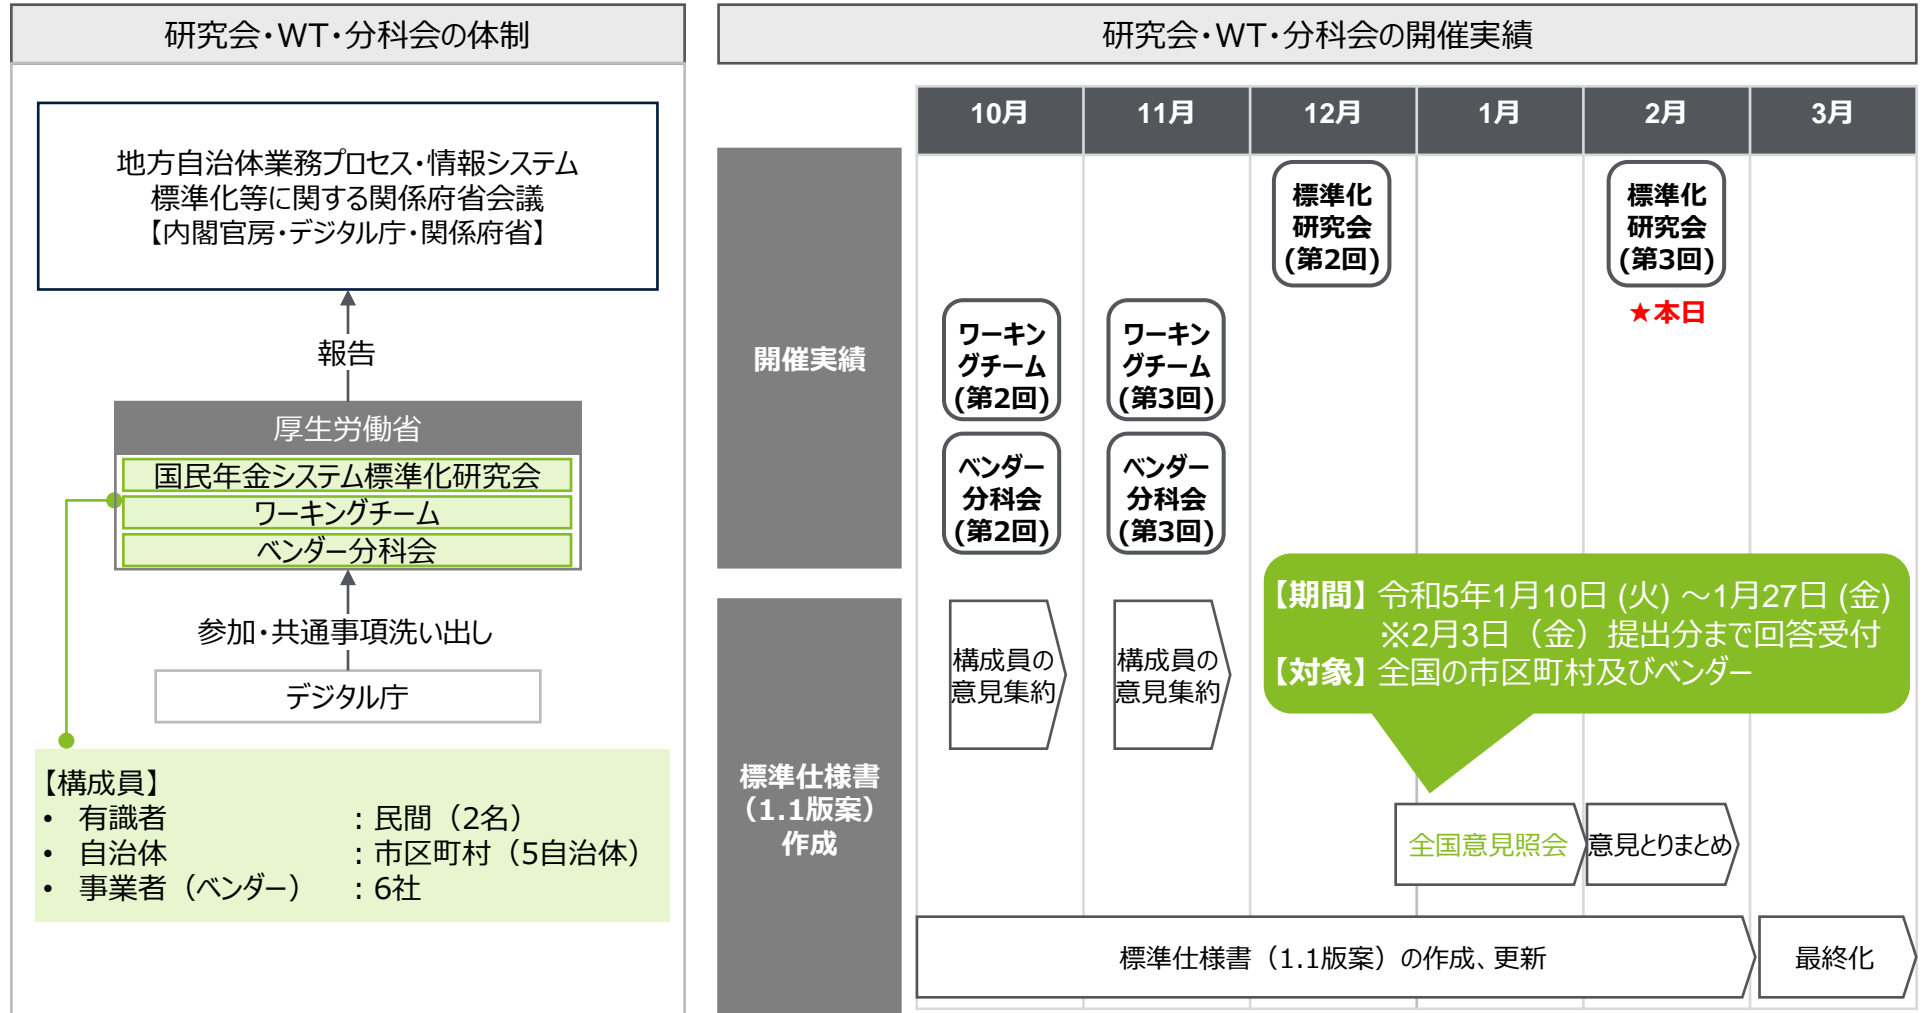 研究会・WT・分科会の体制
地方自治体業務プロセス・情報システム
標準化等に関する関係府省会議
【内閣官房・デジタル庁・関係府省】
報告
厚生労働省
国民年金システム標準化研究会
ワーキングチーム
ベンダー分科会
参加・共通事項洗い出し
デジタル庁
【構成員】
• 有識者 : 民間（2名）
• 自治体 : 市区町村（5自治体）
• 事業者（ベンダー） : 6社
研究会・WT・分科会の開催実績
10月 11月 12月 1月 2月 3月
開催実績
標準化
研究会
(第2回)
標準化
研究会
(第3回)
★本日
ワーキン
グチーム
(第2回)
ワーキン
グチーム
(第3回)
ベンダー
分科会
(第2回)
ベンダー
分科会
(第3回)
標準仕様書
（1.1版案）
作成
構成員の
意見集約
構成員の
意見集約
【期間】令和5年1月10日 (火) ～1月27日 (金)
※2月3日（金）提出分まで回答受付
【対象】全国の市区町村及びベンダー
全国意見照会
意見とりまとめ
標準仕様書（1.1版案）の作成、更新
最終化